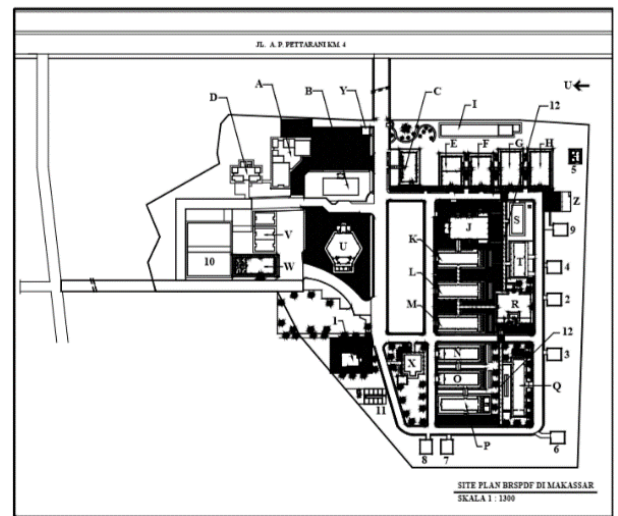 JL. A. P. PETTARANI KM. 4
U
D
A
B
Y
C
I
12
E
F
G
H
5
Z
S
J
9
K
V
U
T
4
10
W
L
R
2
M
1
N
12
3
X
O
Q
11
P
6
8
7
SITE PLAN BRSPDF DI MAKASSAR
SKALA 1 : 1300